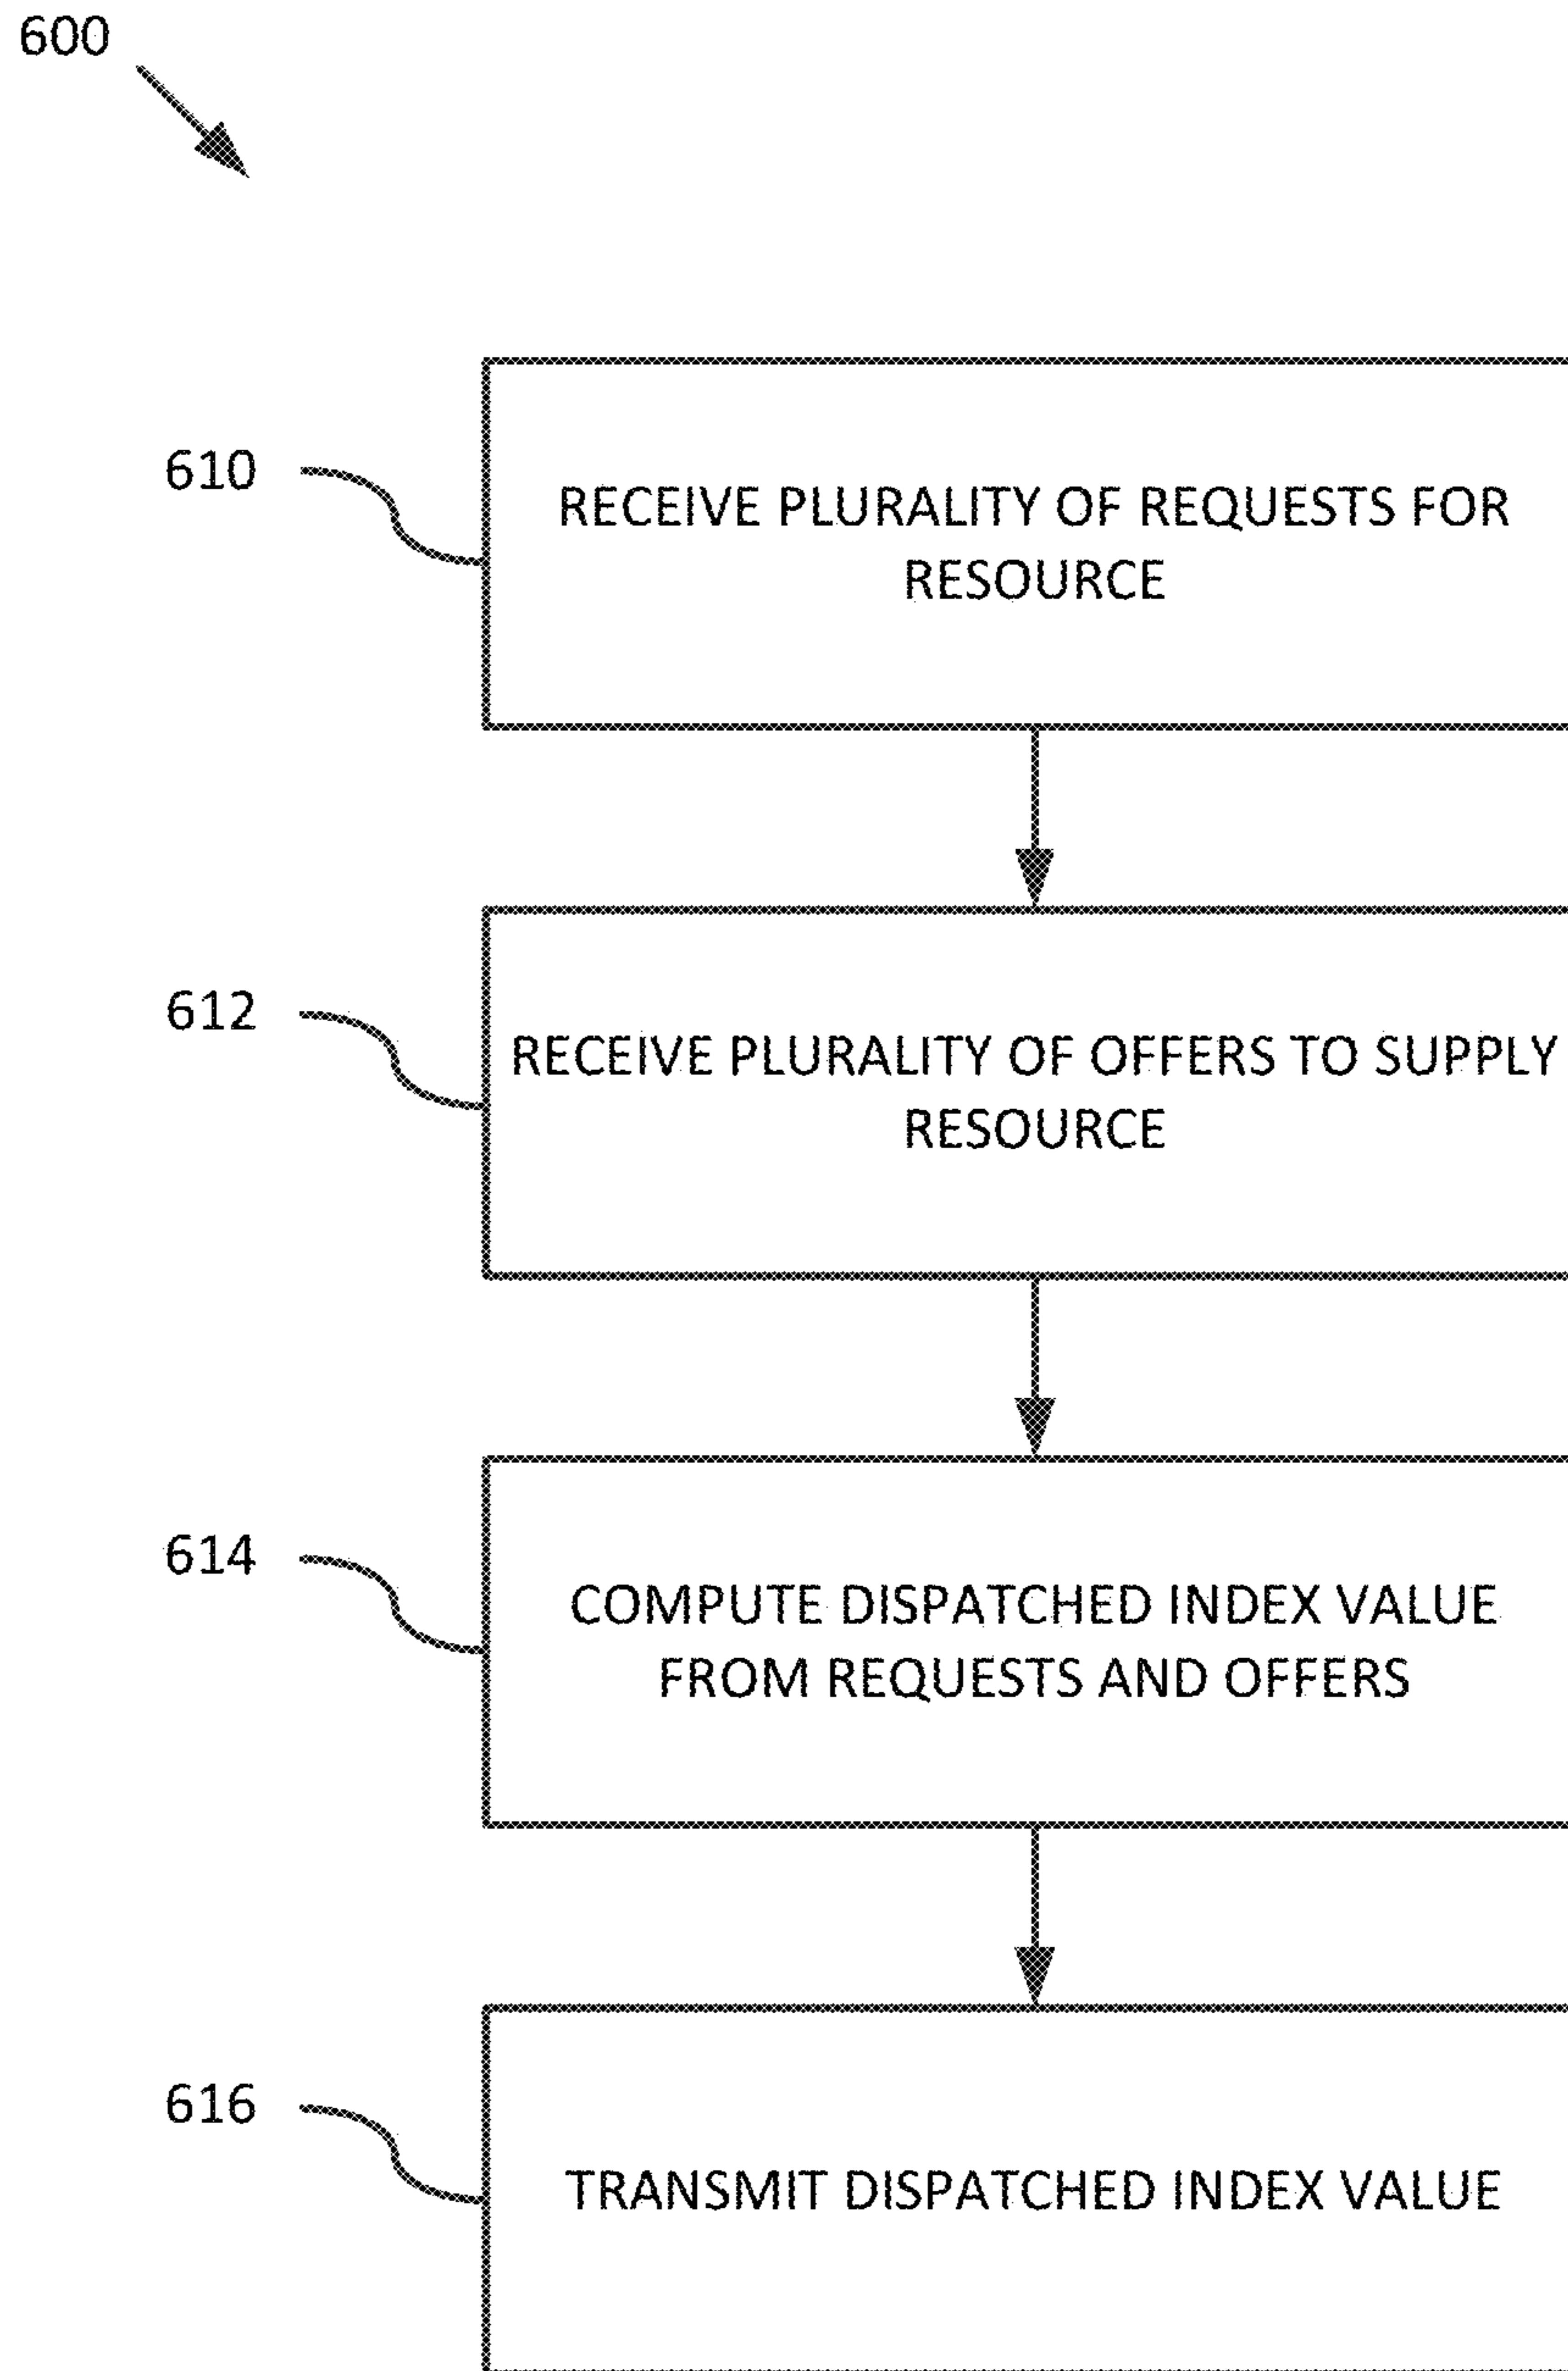 600
610
RECEIVE PLURALITY OF REQUESTS FOR
RESOURCE
612
RECEIVE PLURALITY OF OFFERS TO SUPPLY
RESOURCE
614
COMPUTE DISPATCHED INDEX VALUE
FROM REQUESTS AND OFFERS
616
TRANSMIT DISPATCHED INDEX VALUE